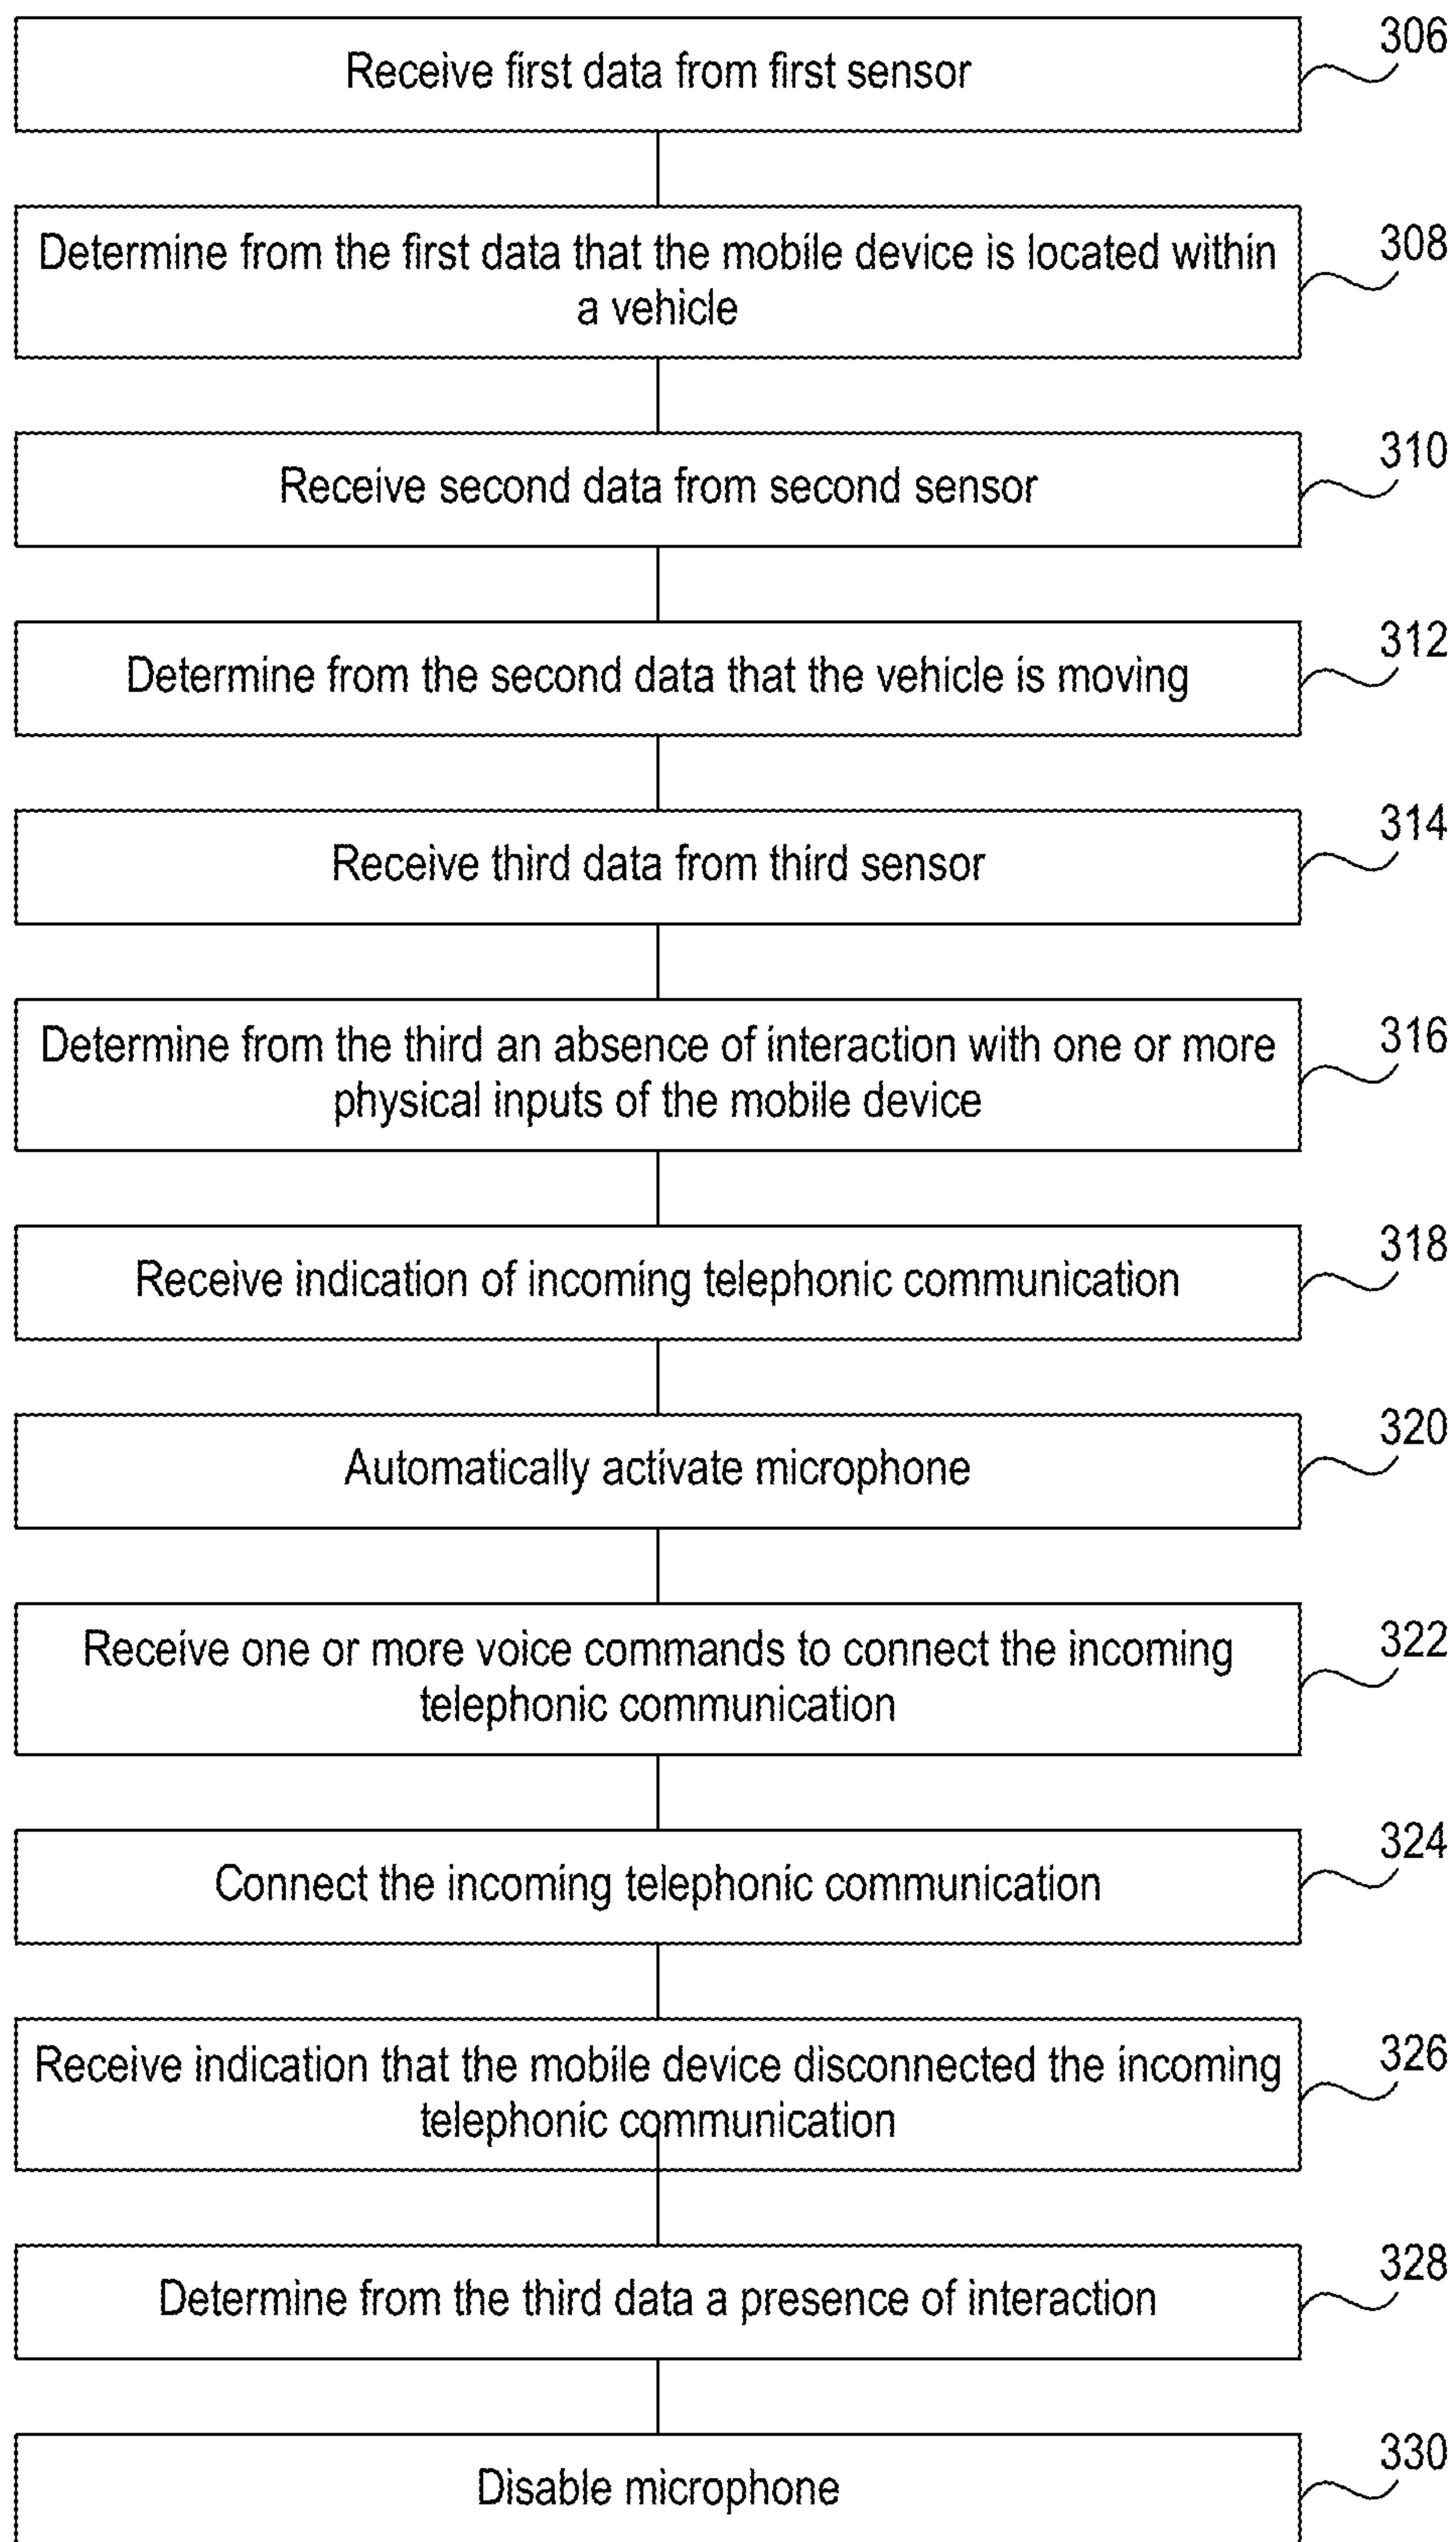 306
Receive first data from first sensor
308
Determine from the first data that the mobile device is located within
a vehicle
310
Receive second data from second sensor
312
Determine from the second data that the vehicle is moving
314
Receive third data from third sensor
316
Determine from the third an absence of interaction with one or more
physical inputs of the mobile device
318
Receive indication of incoming telephonic communication
320
Automatically activate microphone
322
Receive one or more voice commands to connect the incoming
telephonic communication
324
Connect the incoming telephonic communication
326
Receive indication that the mobile device disconnected the incoming
telephonic communication
328
Determine from the third data a presence of interaction
330
Disable microphone